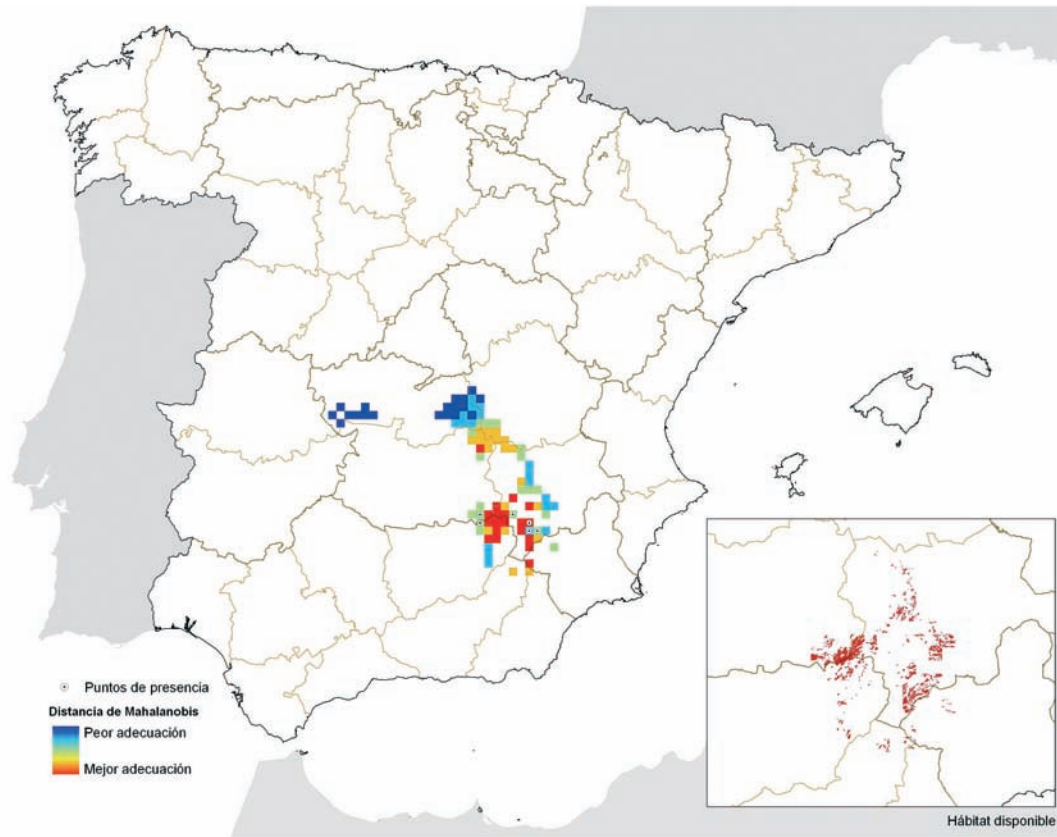 Puntos de presencia
Distancia de Mahalanobis
Peor adecuación
Mejor adecuación
Hábitat disponible